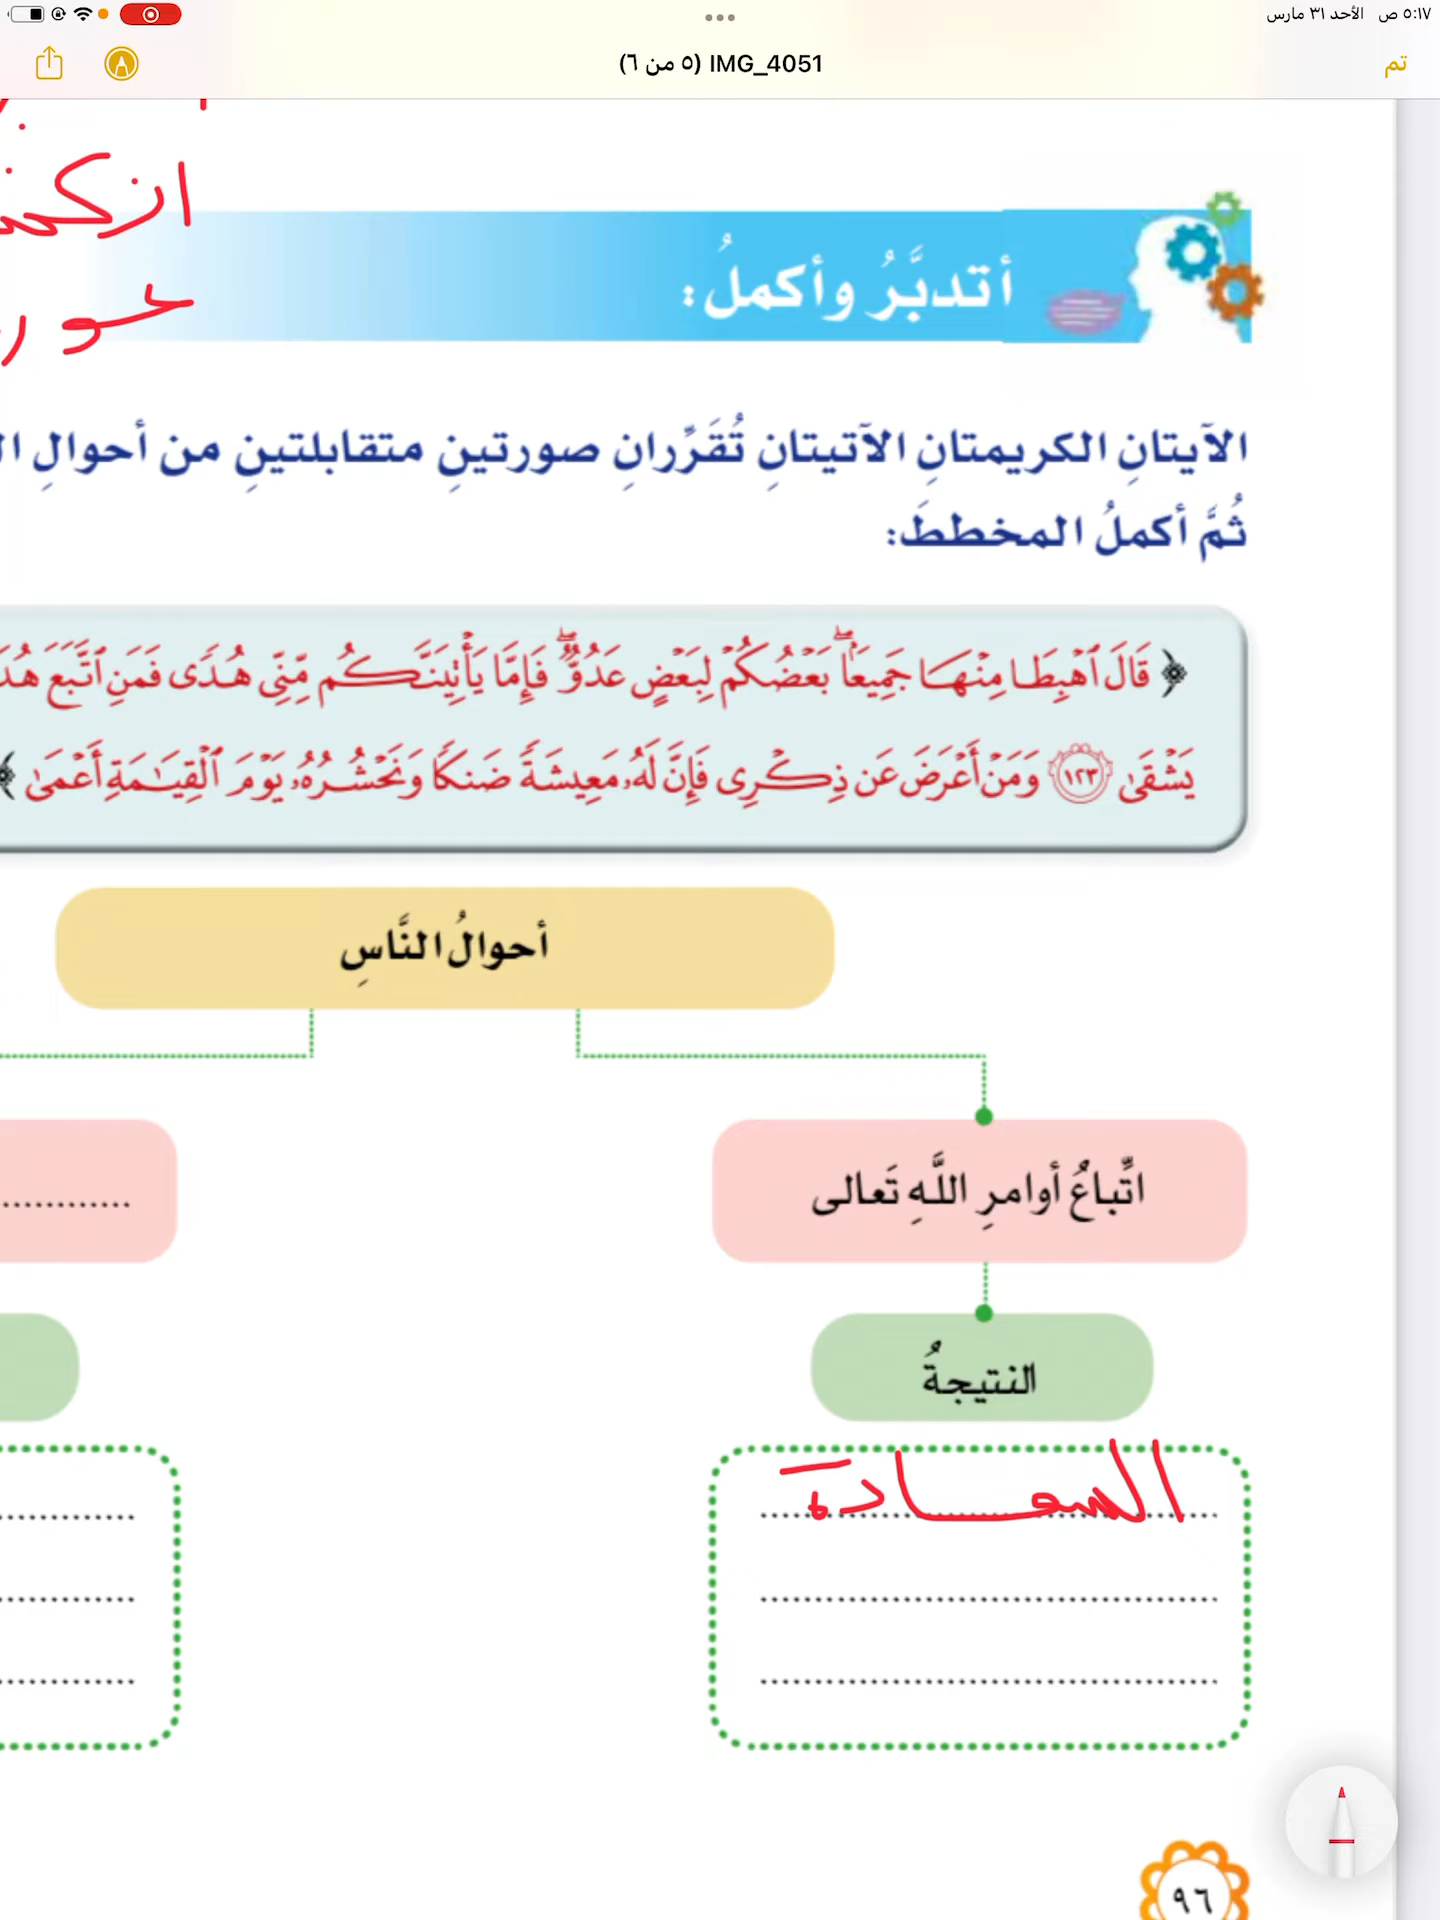 ٥:١٧ ص الأحد ٣١ مارس
تم
IMG_4051 (٥ من ٦)
أتدبَّرُ وأكملُ:
الآيتانِ الكريمتانِ الآتيتانِ تُقَرِّرانِ صورتينِ متقابلتينِ من أحوالِ
ثُمَّ أكملُ المخططَ:
﴿ قَالَ ٱهْبِطَا مِنْهَا جَمِيعًۢا ۖ بَعْضُكُمْ لِبَعْضٍ عَدُوٌّ ۖ فَإِمَّا يَأْتِيَنَّكُم مِّنِّى هُدًى فَمَنِ ٱتَّبَعَ
يَشْقَىٰ ١٢٣ وَمَنْ أَعْرَضَ عَن ذِكْرِى فَإِنَّ لَهُۥ مَعِيشَةً ضَنكًا وَنَحْشُرُهُۥ يَوْمَ ٱلْقِيَٰمَةِ أَعْمَىٰ ﴾
أحوالُ النَّاسِ
اتِّباعُ أوامرِ اللَّهِ تَعالى
النتيجةُ
السعادة
٩٦